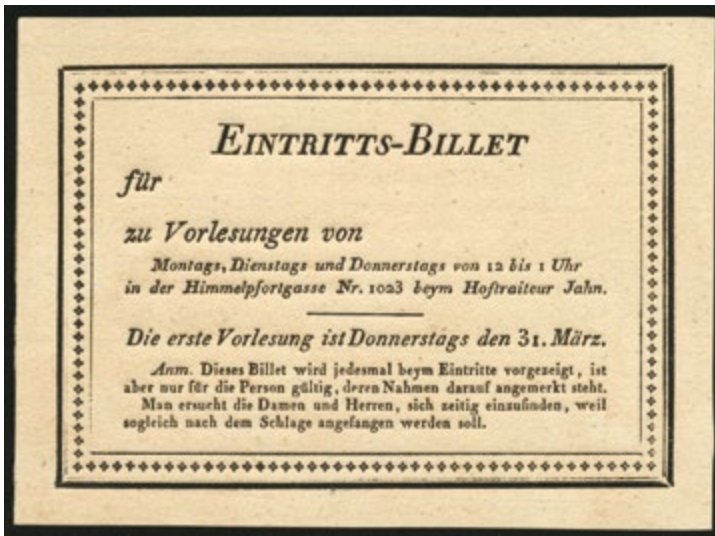 EINTRITTS-BILLET
für
zu Vorlesungen von
Montags, Dienstags und Donnerstags von 12 bis 1 Uhr
in der Himmelpfortgasse Nr. 1023 beym Hoftraiteur Jahn.
Die erste Vorlesung ist Donnerstags den 31. März.
Anm. Dieses Billet wird jedesmal beym Eintritte vorgezeigt, ist
aber nur für die Person gültig, deren Nahmen darauf angemerkt steht.
Man ersucht die Damen und Herren, sich zeitig einzufinden, weil
sogleich nach dem Schlage angefangen werden soll.